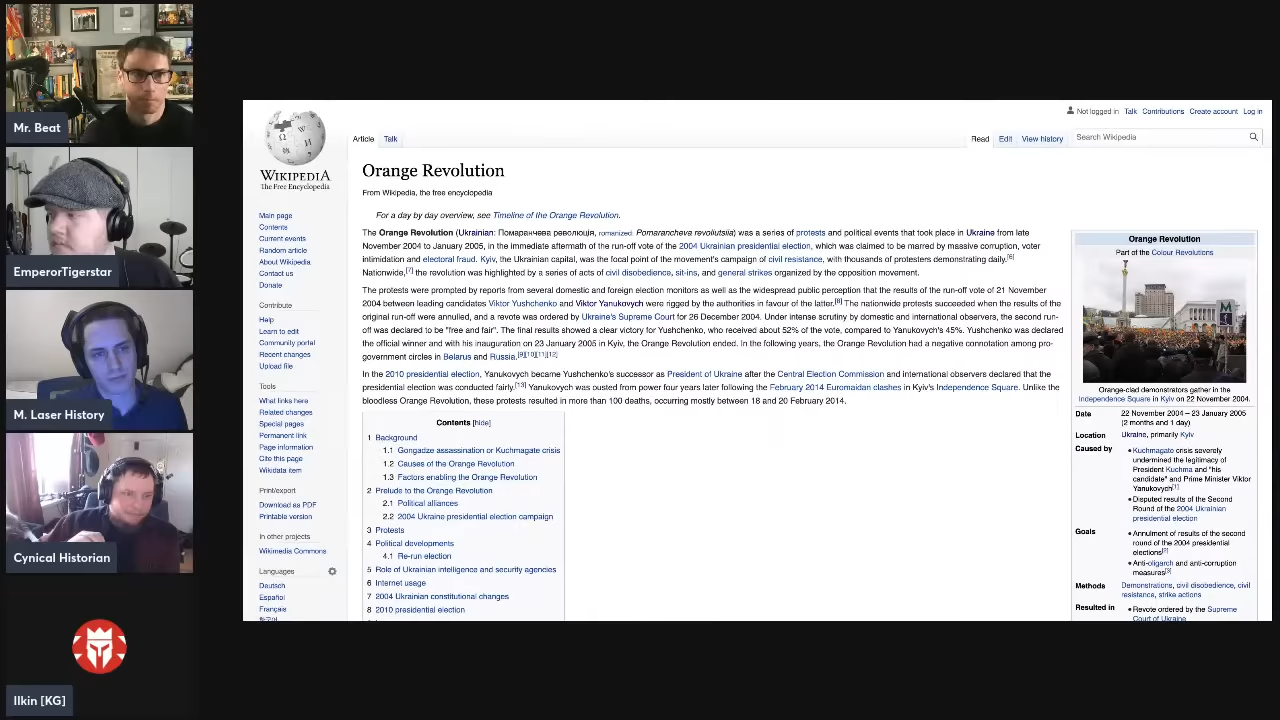 Mr. Beat
EmperorTigerstar
M. Laser History
Cynical Historian
Ilkin [KG]
WIKIPEDIA
The Free Encyclopedia
Main page
Contents
Current events
Random article
About Wikipedia
Contact us
Donate
Contribute
Help
Learn to edit
Community portal
Recent changes
Upload file
Tools
What links here
Related changes
Special pages
Permanent link
Page information
Cite this page
Wikidata item
Print/export
Download as PDF
Printable version
In other projects
Wikimedia Commons
Languages
Deutsch
Español
Français
Not logged in Talk Contributions Create account Log in
Article Talk
Read Edit View history
Search Wikipedia
Orange Revolution
From Wikipedia, the free encyclopedia
For a day by day overview, see Timeline of the Orange Revolution.
The Orange Revolution (Ukrainian: Помаранчева революція, romanized: Pomarancheva revoliutsiia) was a series of protests and political events that took place in Ukraine from late
November 2004 to January 2005, in the immediate aftermath of the run-off vote of the 2004 Ukrainian presidential election, which was claimed to be marred by massive corruption, voter
intimidation and electoral fraud. Kyiv, the Ukrainian capital, was the focal point of the movement's campaign of civil resistance, with thousands of protesters demonstrating daily.[6]
Nationwide,[7] the revolution was highlighted by a series of acts of civil disobedience, sit-ins, and general strikes organized by the opposition movement.
The protests were prompted by reports from several domestic and foreign election monitors as well as the widespread public perception that the results of the run-off vote of 21 November
2004 between leading candidates Viktor Yushchenko and Viktor Yanukovych were rigged by the authorities in favour of the latter.[8] The nationwide protests succeeded when the results of the
original run-off were annulled, and a revote was ordered by Ukraine's Supreme Court for 26 December 2004. Under intense scrutiny by domestic and international observers, the second run-
off was declared to be "free and fair". The final results showed a clear victory for Yushchenko, who received about 52% of the vote, compared to Yanukovych's 45%. Yushchenko was declared
the official winner and with his inauguration on 23 January 2005 in Kyiv, the Orange Revolution ended. In the following years, the Orange Revolution had a negative connotation among pro-
government circles in Belarus and Russia.[9][10][11][12]
In the 2010 presidential election, Yanukovych became Yushchenko's successor as President of Ukraine after the Central Election Commission and international observers declared that the
presidential election was conducted fairly.[13] Yanukovych was ousted from power four years later following the February 2014 Euromaidan clashes in Kyiv's Independence Square. Unlike the
bloodless Orange Revolution, these protests resulted in more than 100 deaths, occurring mostly between 18 and 20 February 2014.
Contents [hide]
1 Background
1.1 Gongadze assassination or Kuchmagate crisis
1.2 Causes of the Orange Revolution
1.3 Factors enabling the Orange Revolution
2 Prelude to the Orange Revolution
2.1 Political alliances
2.2 2004 Ukraine presidential election campaign
3 Protests
4 Political developments
4.1 Re-run election
5 Role of Ukrainian intelligence and security agencies
6 Internet usage
7 2004 Ukrainian constitutional changes
8 2010 presidential election
Orange Revolution
Part of the Colour Revolutions
Orange-clad demonstrators gather in the
Independence Square in Kyiv on 22 November 2004.
Date 22 November 2004 – 23 January 2005
(2 months and 1 day)
Location Ukraine, primarily Kyiv
Caused by • Kuchmagate crisis severely
undermined the legitimacy of
President Kuchma and "his
candidate" and Prime Minister Viktor
Yanukovych[1]
• Disputed results of the Second
Round of the 2004 Ukrainian
presidential election
Goals • Annulment of results of the second
round of the 2004 presidential
elections[2]
• Anti-oligarch and anti-corruption
measures[3]
Methods Demonstrations, civil disobedience, civil
resistance, strike actions
Resulted in • Revote ordered by the Supreme
Court of Ukraine